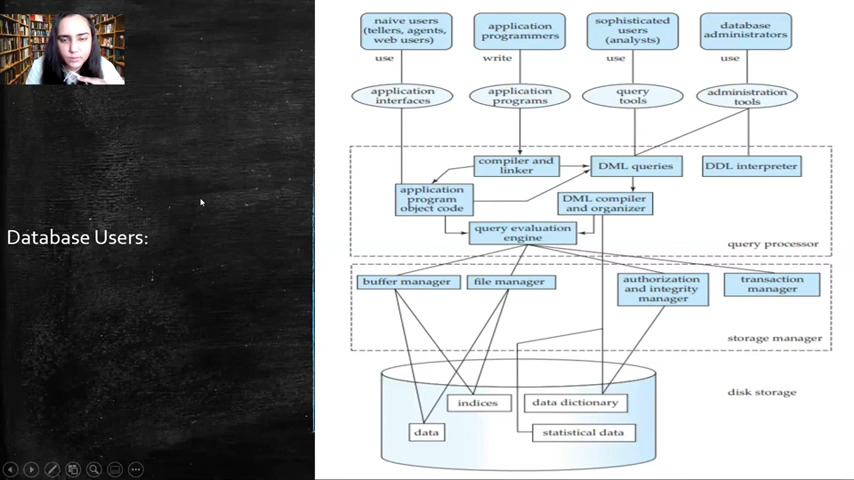 naive users
(tellers, agents,
web users)
application
programmers
sophisticated
users
(analysts)
database
administrators
use
write
use
use
application
interfaces
application
programs
query
tools
administration
tools
compiler and
linker
DML queries
DDL interpreter
application
program
object code
DML compiler
and organizer
query evaluation
engine
query processor
Database Users:
buffer manager
file manager
authorization
and integrity
manager
transaction
manager
storage manager
disk storage
indices
data dictionary
data
statistical data